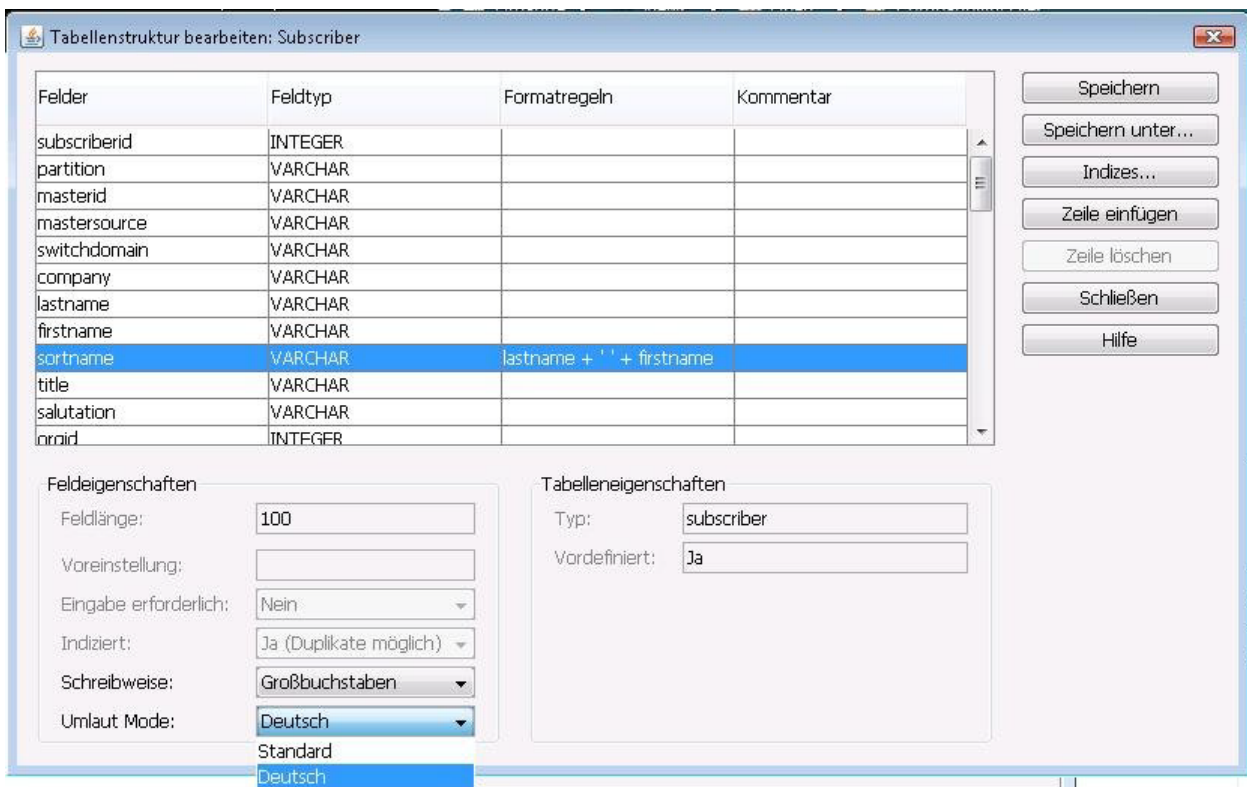 Tabellenstruktur bearbeiten: Subscriber
Felder Feldtyp Formatregeln Kommentar
subscriberid INTEGER
partition VARCHAR
masterid VARCHAR
mastersource VARCHAR
switchdomain VARCHAR
company VARCHAR
lastname VARCHAR
firstname VARCHAR
sortname VARCHAR lastname + ' ' + firstname
title VARCHAR
salutation VARCHAR
orgid INTEGER
Speichern
Speichern unter...
Indizes...
Zeile einfügen
Zeile löschen
Schließen
Hilfe
Feldeigenschaften
Feldlänge: 100
Voreinstellung:
Eingabe erforderlich: Nein
Indiziert: Ja (Duplikate möglich)
Schreibweise: Großbuchstaben
Umlaut Mode: Deutsch
Standard
Deutsch
Tabelleneigenschaften
Typ: subscriber
Vordefiniert: Ja